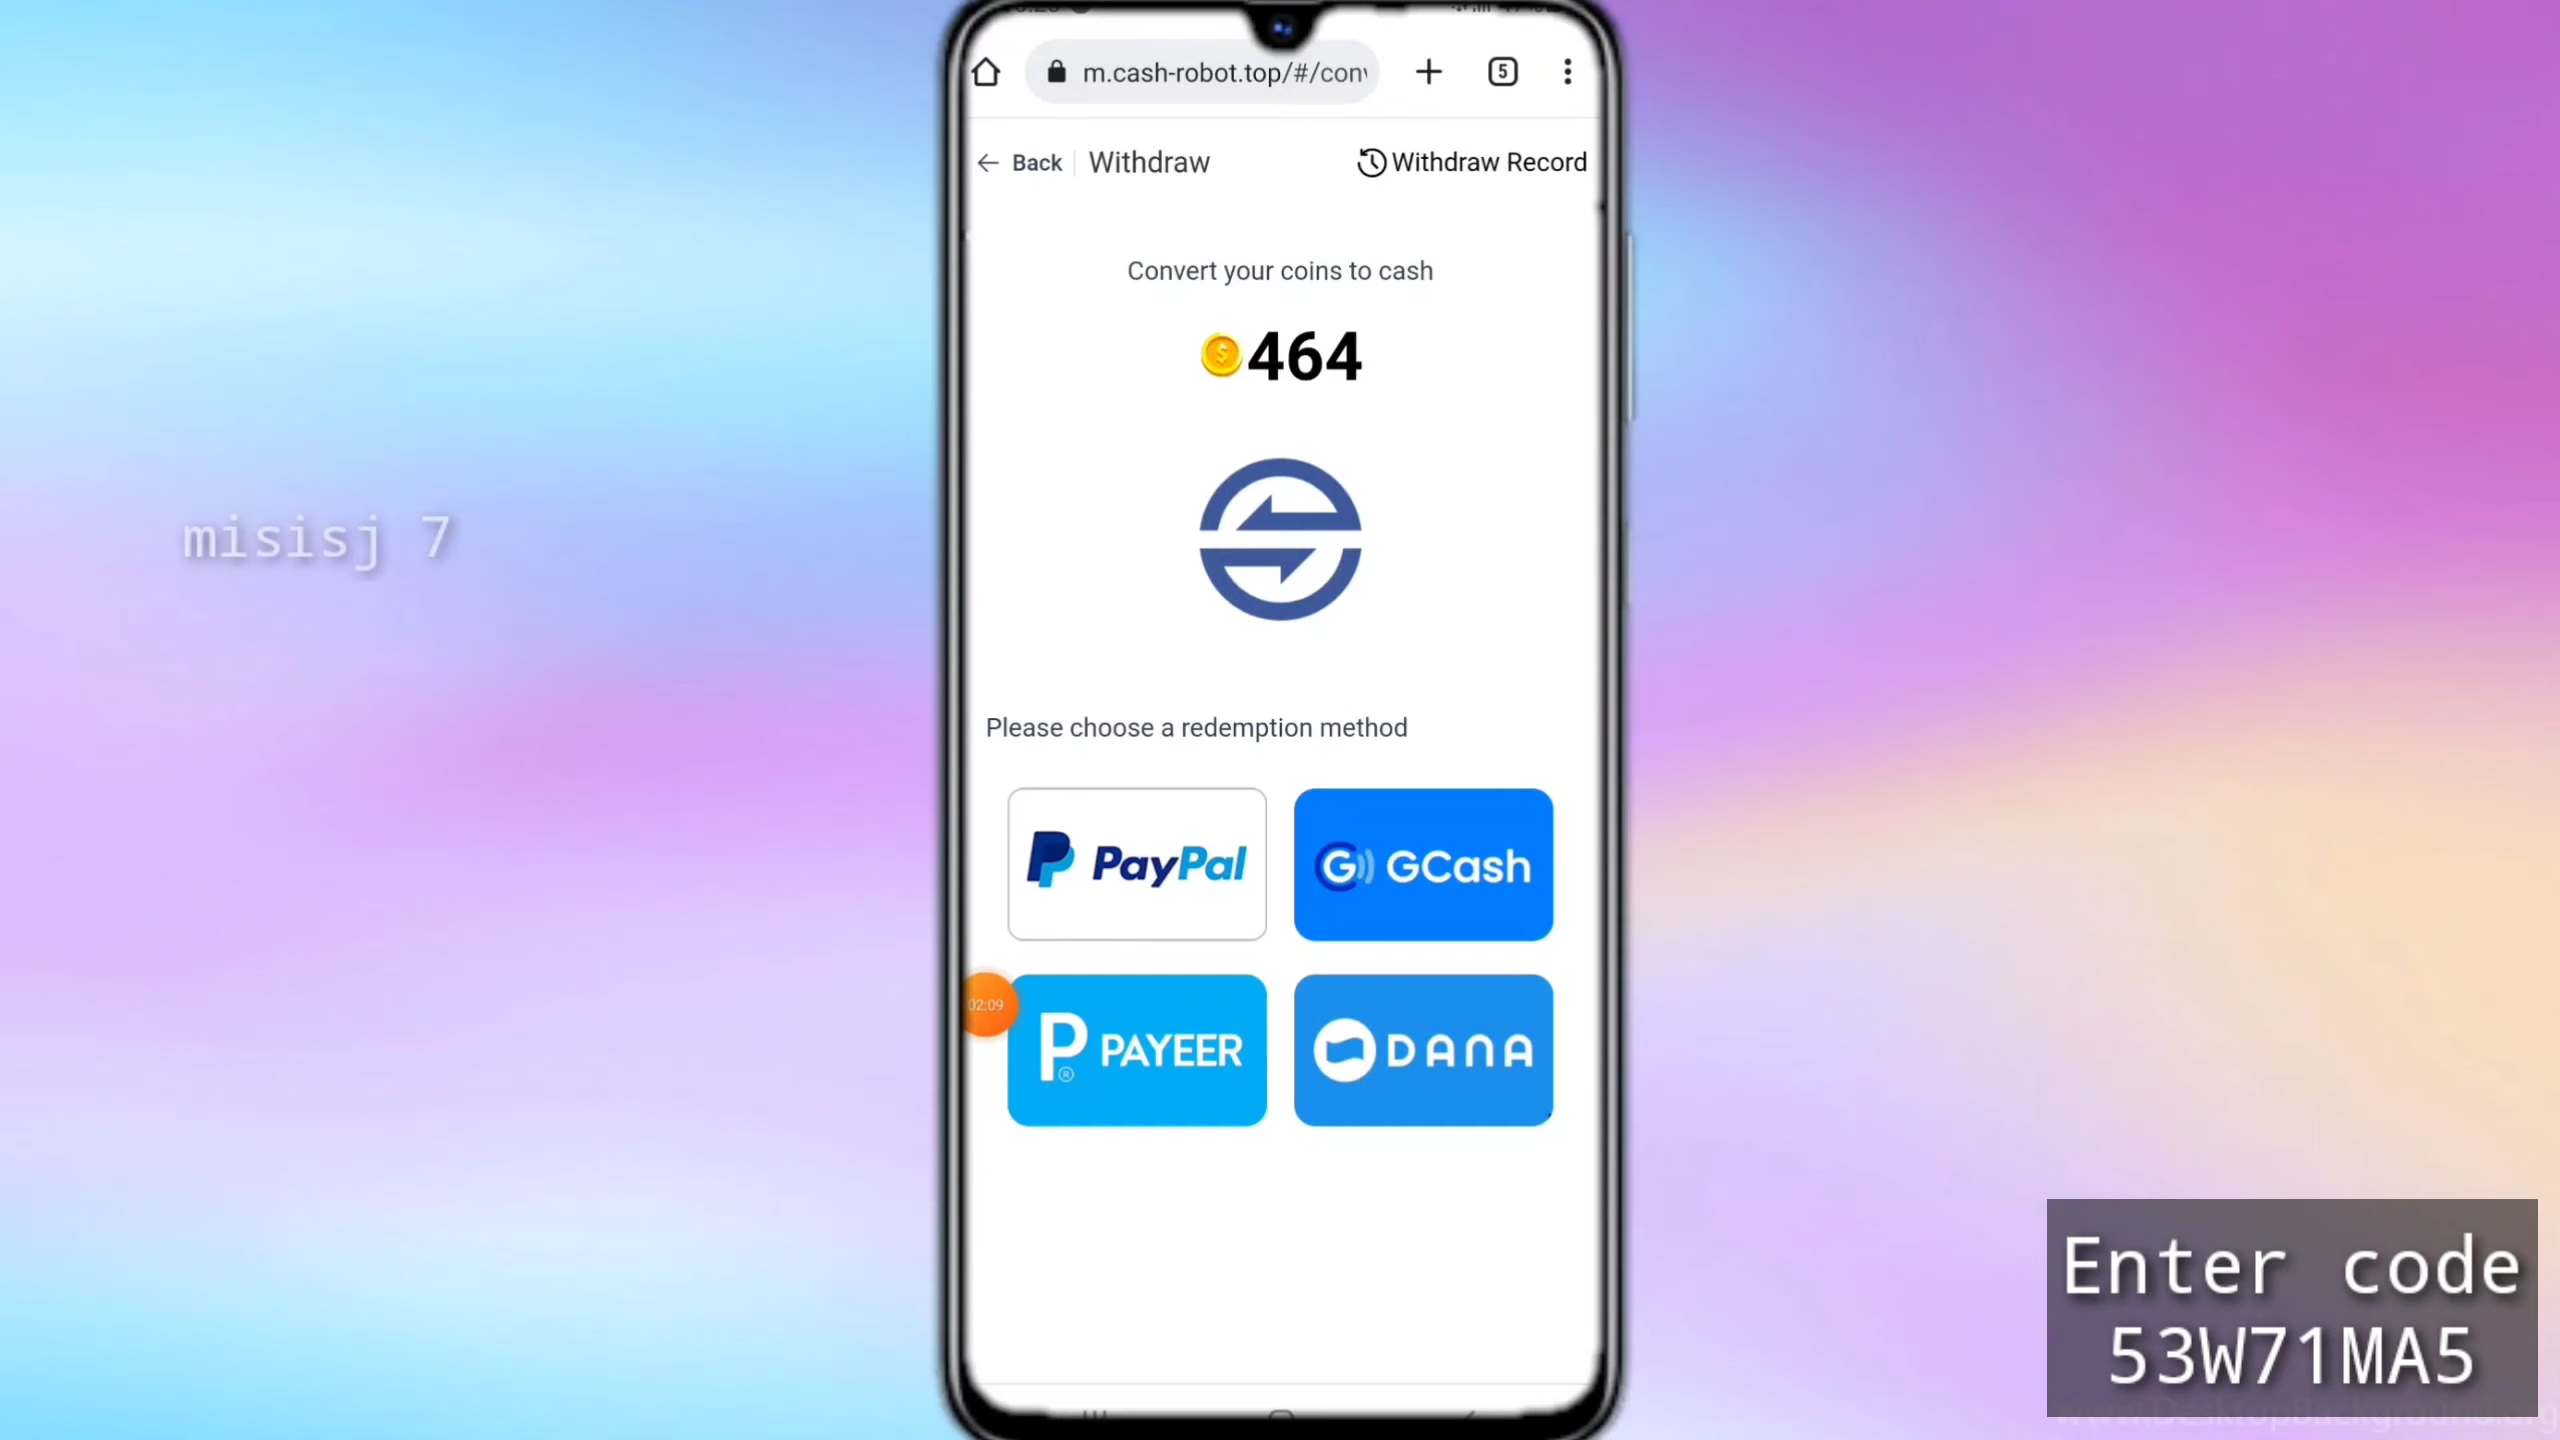 m.cash-robot.top/#/con
5
Back
Withdraw
Withdraw Record
Convert your coins to cash
464
misisj 7
Please choose a redemption method
PayPal
GCash
02:09
PAYEER
DANA
Enter code
53W71MA5